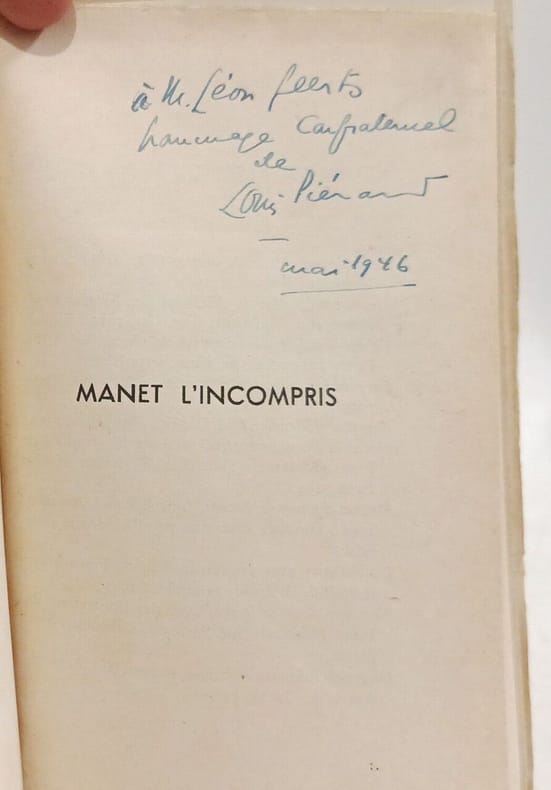 à M. Léon Geerts
hommage Confraternel
de
Louis Piérard
mai 1946
MANET L'INCOMPRIS